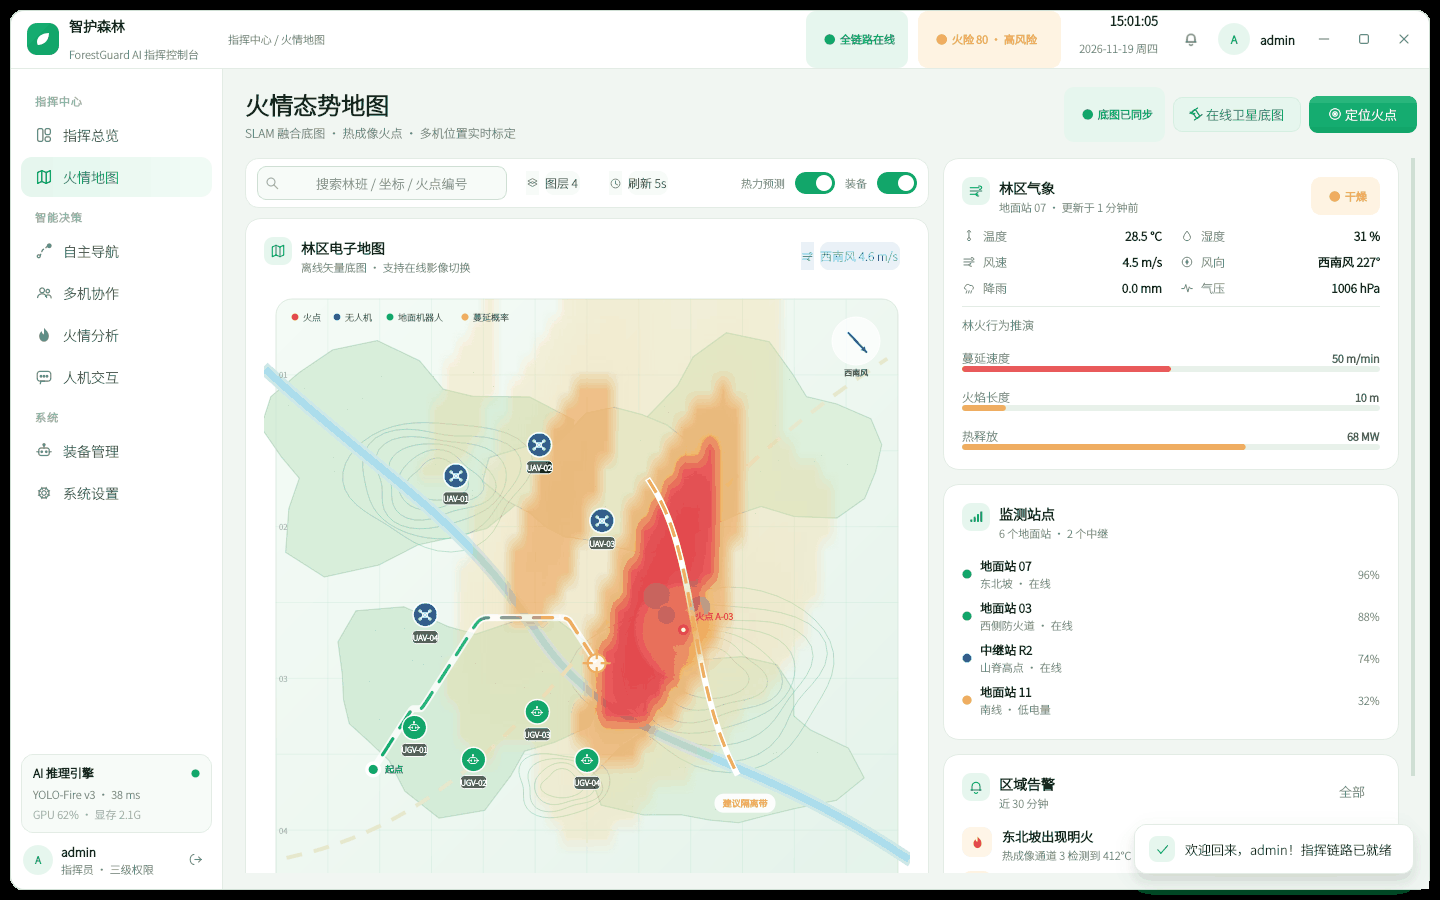 智护森林
ForestGuard AI 指挥控制台
指挥中心 / 火情地图
全链路在线
火险 80 · 高风险
15:01:05
2026-11-19 周四
A
admin
指挥中心
指挥总览
火情地图
智能决策
自主导航
多机协作
火情分析
人机交互
系统
装备管理
系统设置
AI 推理引擎
YOLO-Fire v3 · 38 ms
GPU 62% · 显存 2.1G
A
admin
指挥员 · 三级权限
火情态势地图
SLAM 融合底图 · 热成像火点 · 多机位置实时标定
底图已同步
在线卫星底图
定位火点
搜索林班 / 坐标 / 火点编号
图层 4
刷新 5s
热力预测
装备
林区电子地图
离线矢量底图 · 支持在线影像切换
西南风 4.6 m/s
火点
无人机
地面机器人
蔓延概率
西南风
01
02
03
04
UAV-02
UAV-01
UAV-03
UAV-04
火点 A-03
UGV-03
UGV-01
UGV-02
UGV-04
起点
建议隔离带
林区气象
地面站 07 · 更新于 1 分钟前
干燥
温度 28.5 °C
湿度 31 %
风速 4.5 m/s
风向 西南风 227°
降雨 0.0 mm
气压 1006 hPa
林火行为推演
蔓延速度 50 m/min
火焰长度 10 m
热释放 68 MW
监测站点
6 个地面站 · 2 个中继
地面站 07
东北坡 · 在线
96%
地面站 03
西侧防火道 · 在线
88%
中继站 R2
山脊高点 · 在线
74%
地面站 11
南线 · 低电量
32%
区域告警
近 30 分钟
全部
东北坡出现明火
热成像通道 3 检测到 412°C
欢迎回来，admin！指挥链路已就绪